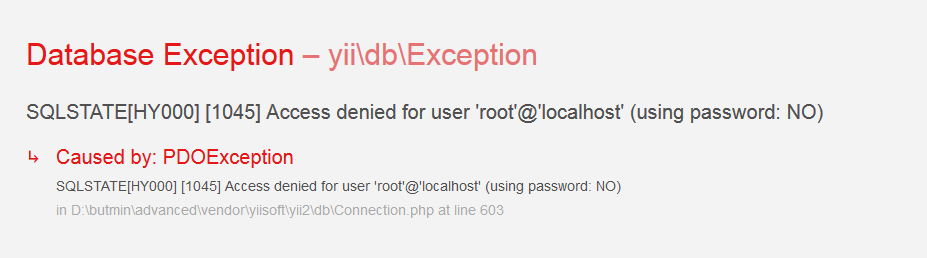 Database Exception – yii\db\Exception
SQLSTATE[HY000] [1045] Access denied for user 'root'@'localhost' (using password: NO)
↳ Caused by: PDOException
SQLSTATE[HY000] [1045] Access denied for user 'root'@'localhost' (using password: NO)
in D:\butmin\advanced\vendor\yiisoft\yii2\db\Connection.php at line 603